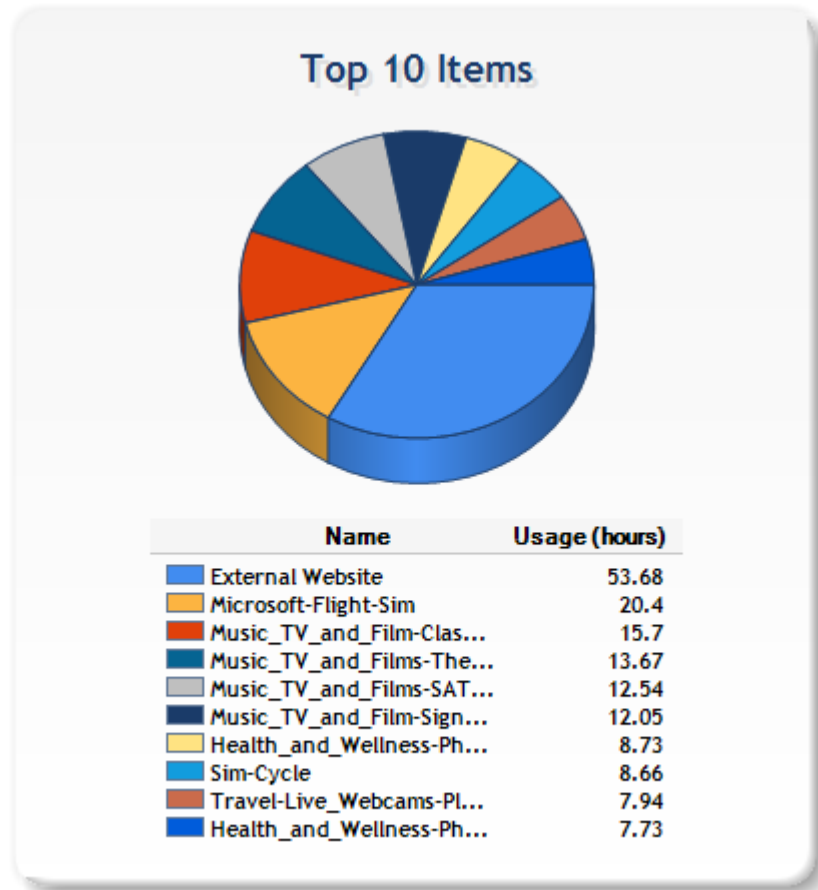 Top 10 Items
Name Usage (hours)
External Website 53.68
Microsoft-Flight-Sim 20.4
Music_TV_and_Film-Clas... 15.7
Music_TV_and_Films-The... 13.67
Music_TV_and_Films-SAT... 12.54
Music_TV_and_Film-Sign... 12.05
Health_and_Wellness-Ph... 8.73
Sim-Cycle 8.66
Travel-Live_Webcams-Pl... 7.94
Health_and_Wellness-Ph... 7.73